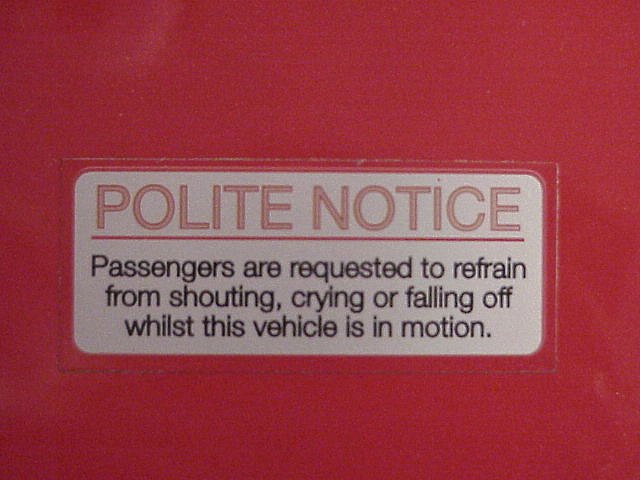 POLITE NOTICE
Passengers are requested to refrain
from shouting, crying or falling off
whilst this vehicle is in motion.